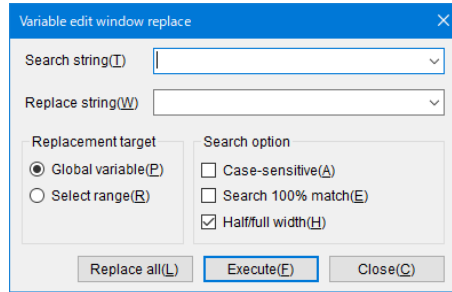 Variable edit window replace
Search string(T)
Replace string(W)
Replacement target
Global variable(P)
Select range(R)
Search option
Case-sensitive(A)
Search 100% match(E)
Half/full width(H)
Replace all(L)
Execute(F)
Close(C)